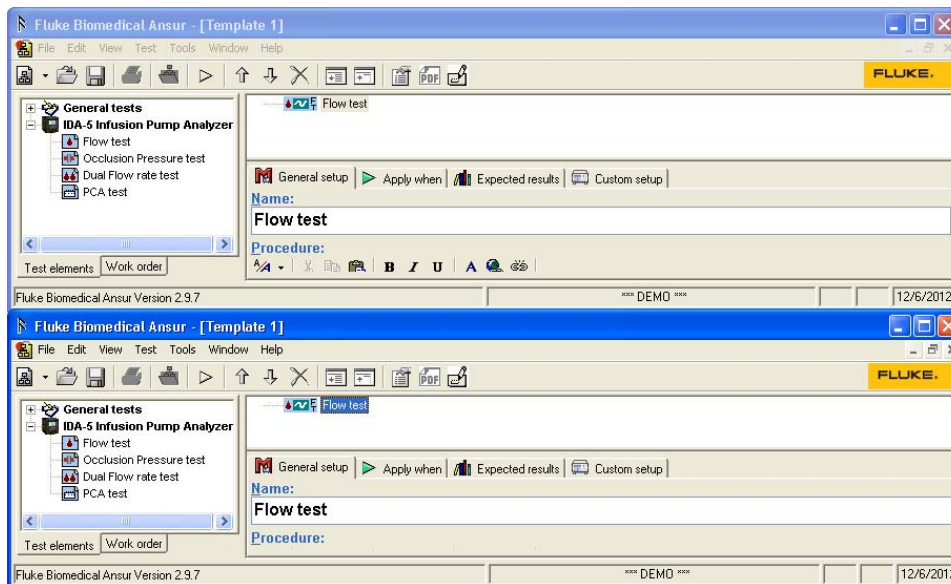 Fluke Biomedical Ansur - [Template 1]
File Edit View Test Tools Window Help
PDF
FLUKE.
General tests
IDA-5 Infusion Pump Analyzer
Flow test
Occlusion Pressure test
Dual Flow rate test
PCA test
Test elements Work order
Flow test
General setup Apply when Expected results Custom setup
Name:
Flow test
Procedure:
A/A B I U A
Fluke Biomedical Ansur Version 2.9.7 *** DEMO *** 12/6/2012
Fluke Biomedical Ansur - [Template 1]
File Edit View Test Tools Window Help
PDF
FLUKE.
General tests
IDA-5 Infusion Pump Analyzer
Flow test
Occlusion Pressure test
Dual Flow rate test
PCA test
Test elements Work order
Flow test
General setup Apply when Expected results Custom setup
Name:
Flow test
Procedure:
Fluke Biomedical Ansur Version 2.9.7 *** DEMO *** 12/6/201